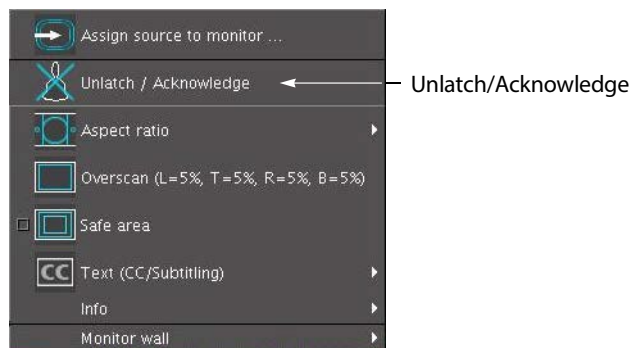 Assign source to monitor ...
Unlatch / Acknowledge
Unlatch/Acknowledge
Aspect ratio
Overscan (L=5%, T=5%, R=5%, B=5%)
Safe area
CC Text (CC/Subtitling)
Info
Monitor wall